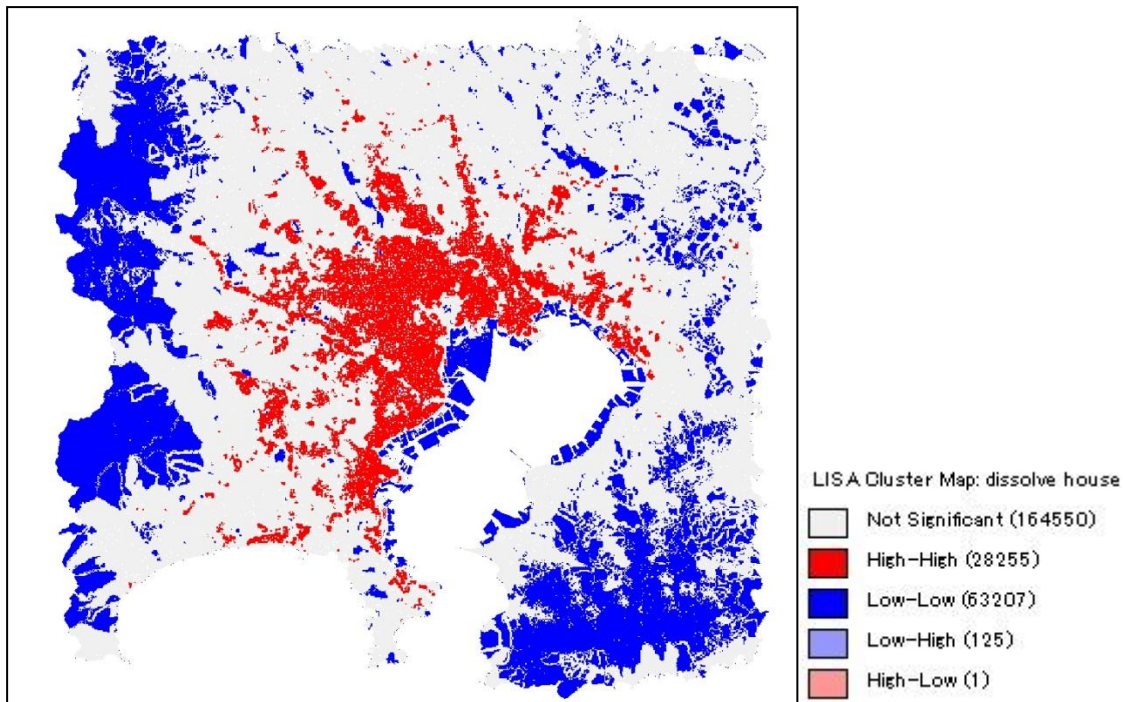 LISA Cluster Map: dissolve house
Not Significant (164550)
High-High (28255)
Low-Low (63207)
Low-High (125)
High-Low (1)